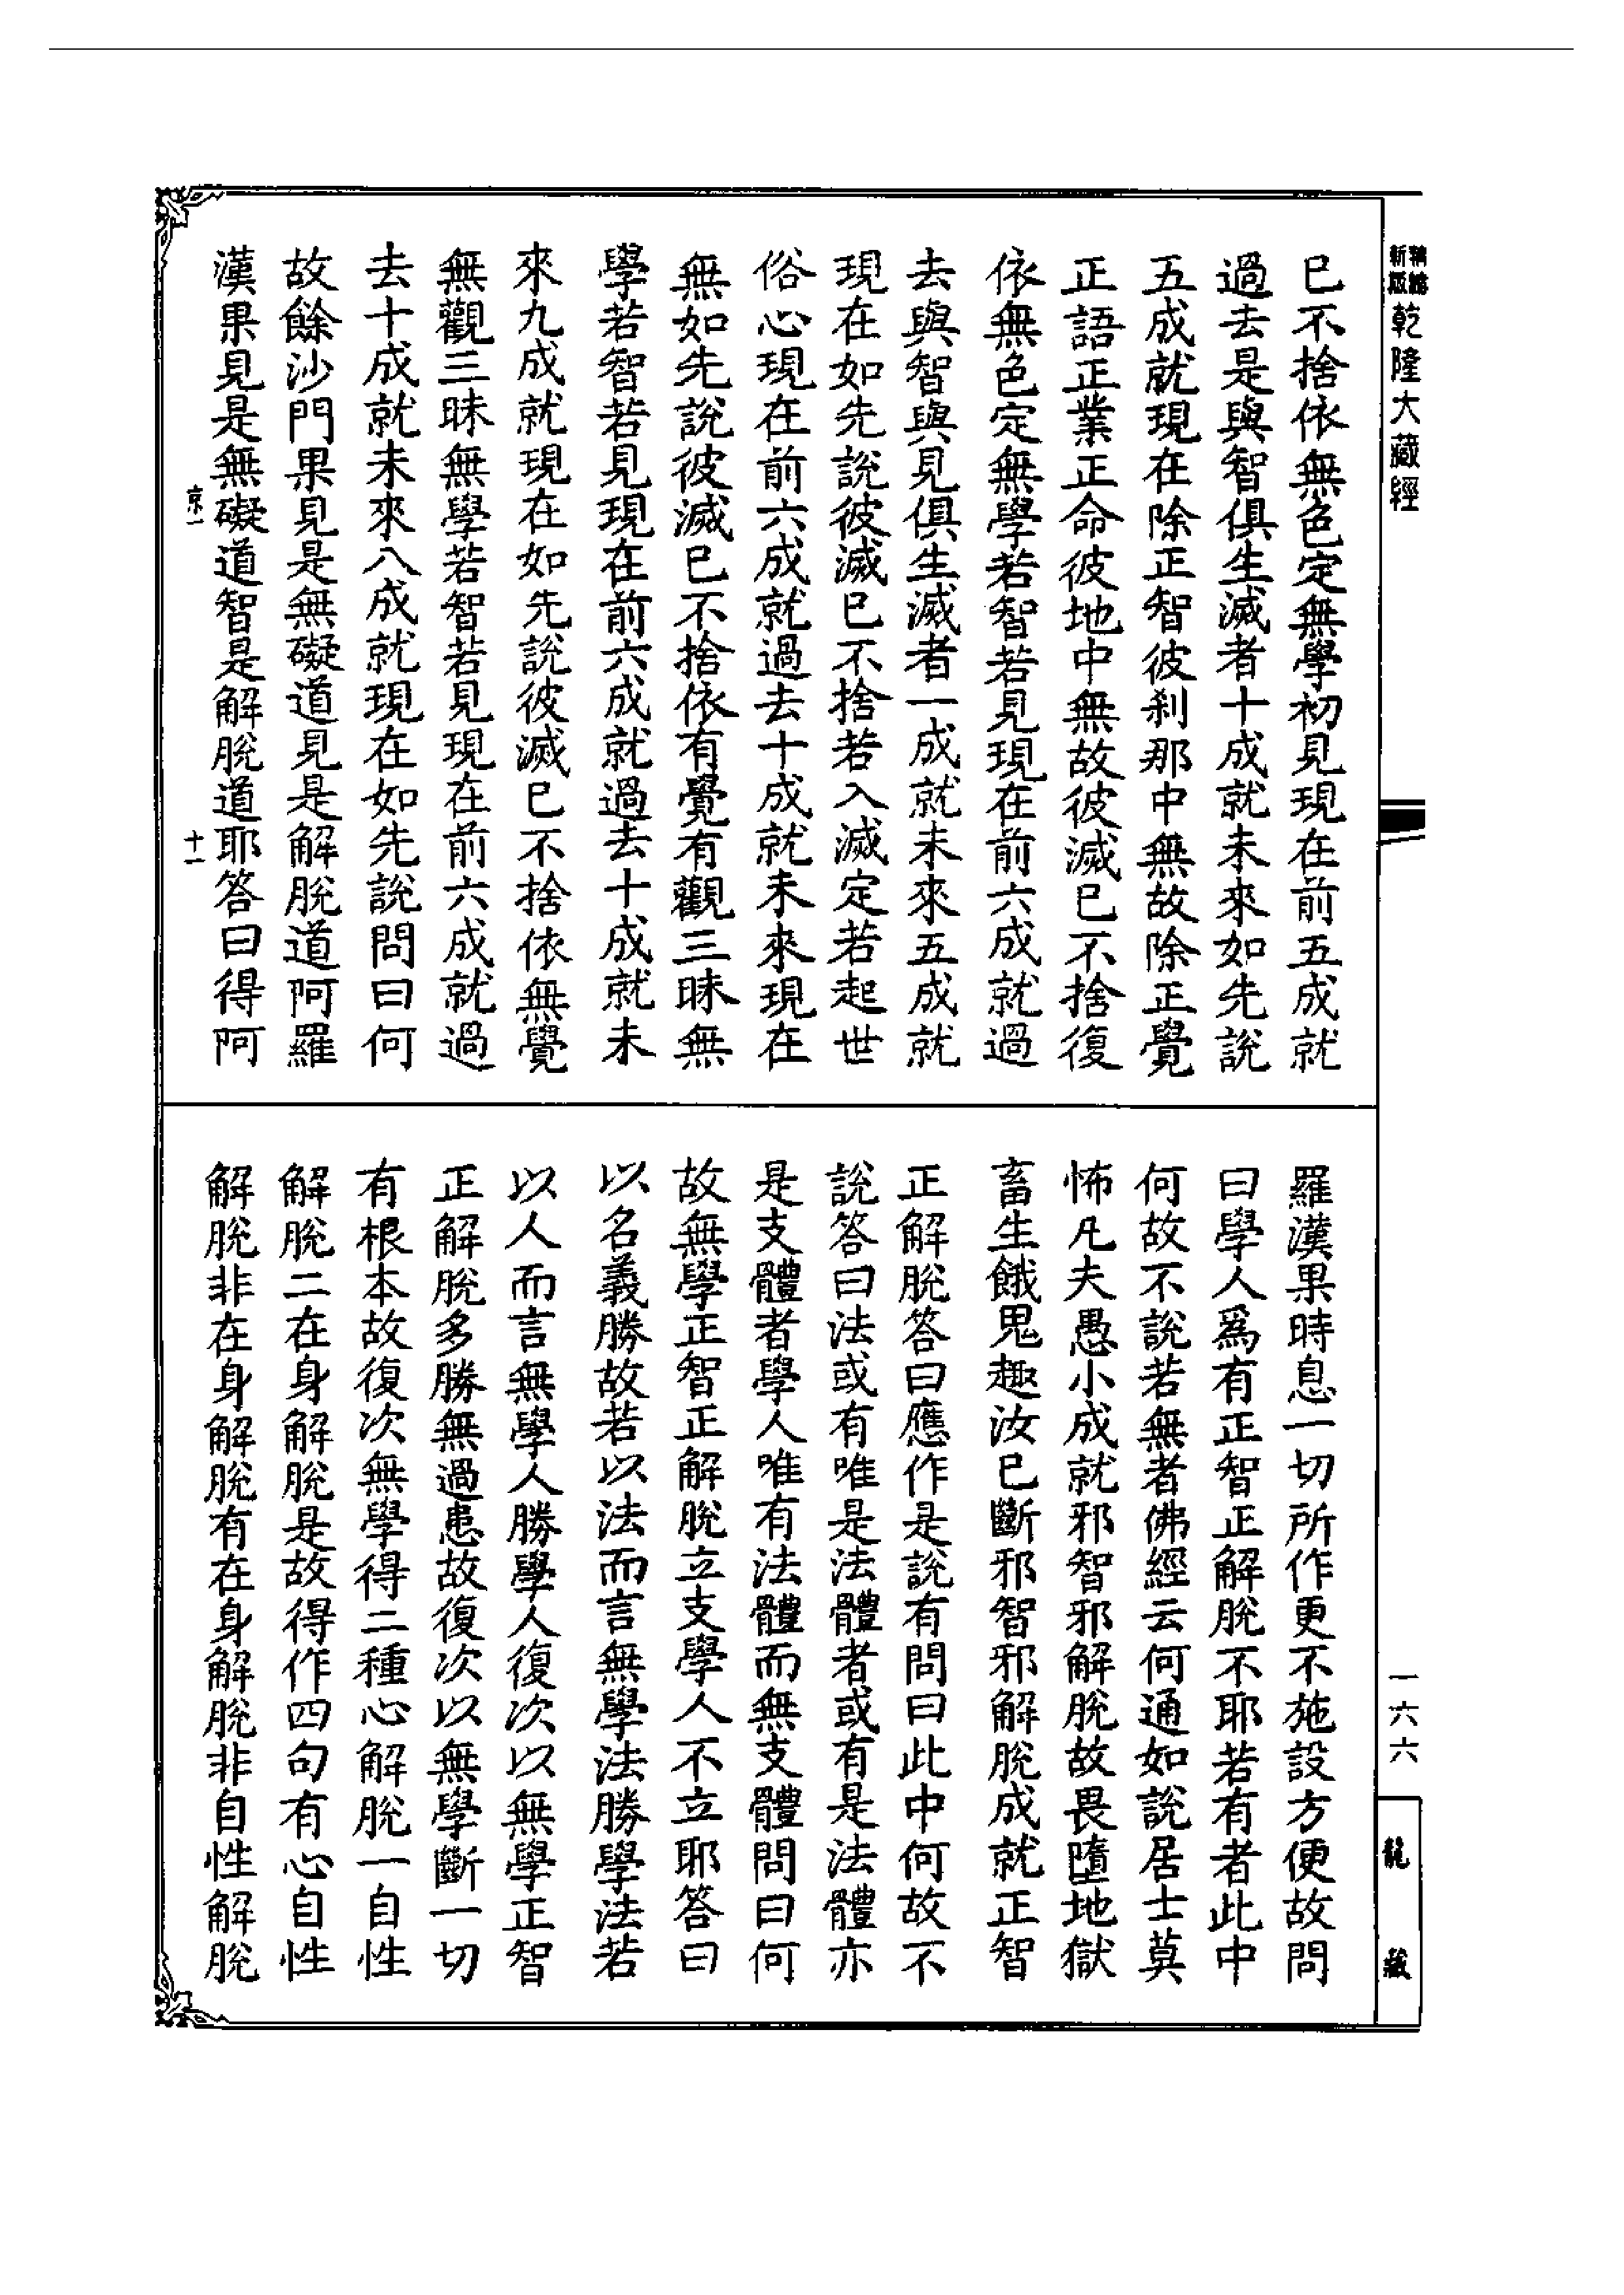 新版
精縮
乾隆大藏經
已不捨依無色定無學初見現在前五成就
過去是與智俱生滅者十成就未來如先說
五成就現在除正智彼刹那中無故除正覺
正語正業正命彼地中無故彼滅已不捨復
依無色定無學若智若見現在前六成就過
去與智與見俱生滅者一成就未來五成就
現在如先說彼滅已不捨若入滅定若起世
俗心現在前六成就過去十成就未來現在
無如先說彼滅已不捨依有覺有觀三昧無
學若智若見現在前六成就過去十成就未
來九成就現在如先說彼滅已不捨依無覺
無觀三昧無學若智若見現在前六成就過
去十成就未來八成就現在如先說問曰何
故餘沙門果見是無礙道見是解脫道阿羅
漢果見是無礙道智是解脫道耶答曰得阿
京一
十一
羅漢果時息一切所作更不施設方便故問
曰學人爲有正智正解脫不耶若有者此中
何故不說若無者佛經云何通如說居士莫
怖凡夫愚小成就邪智邪解脫故畏墮地獄
畜生餓鬼趣汝已斷邪智邪解脫成就正智
正解脫答曰應作是說有問曰此中何故不
說答曰法或有唯是法體者或有是法體亦
是支體者學人唯有法體而無支體問曰何
故無學正智正解脫立支學人不立耶答曰
以名義勝故若以法而言無學法勝學法若
以人而言無學人勝學人復次以無學正智
正解脫多勝無過患故復次以無學斷一切
有根本故復次無學得二種心解脫一自性
解脫二在身解脫是故得作四句有心自性
解脫非在身解脫有在身解脫非自性解脫
一六六
龍
藏